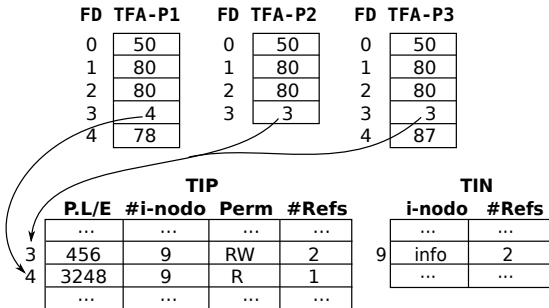 FD TFA-P1 FD TFA-P2 FD TFA-P3
0 50 0 50 0 50
1 80 1 80 1 80
2 80 2 80 2 80
3 4 3 3 3 3
4 78 4 87
TIP TIN
P.L/E #i-nodo Perm #Refs i-nodo #Refs
... ... ... ... ... ...
3 456 9 RW 2 9 info 2
4 3248 9 R 1 ... ...
... ... ... ...